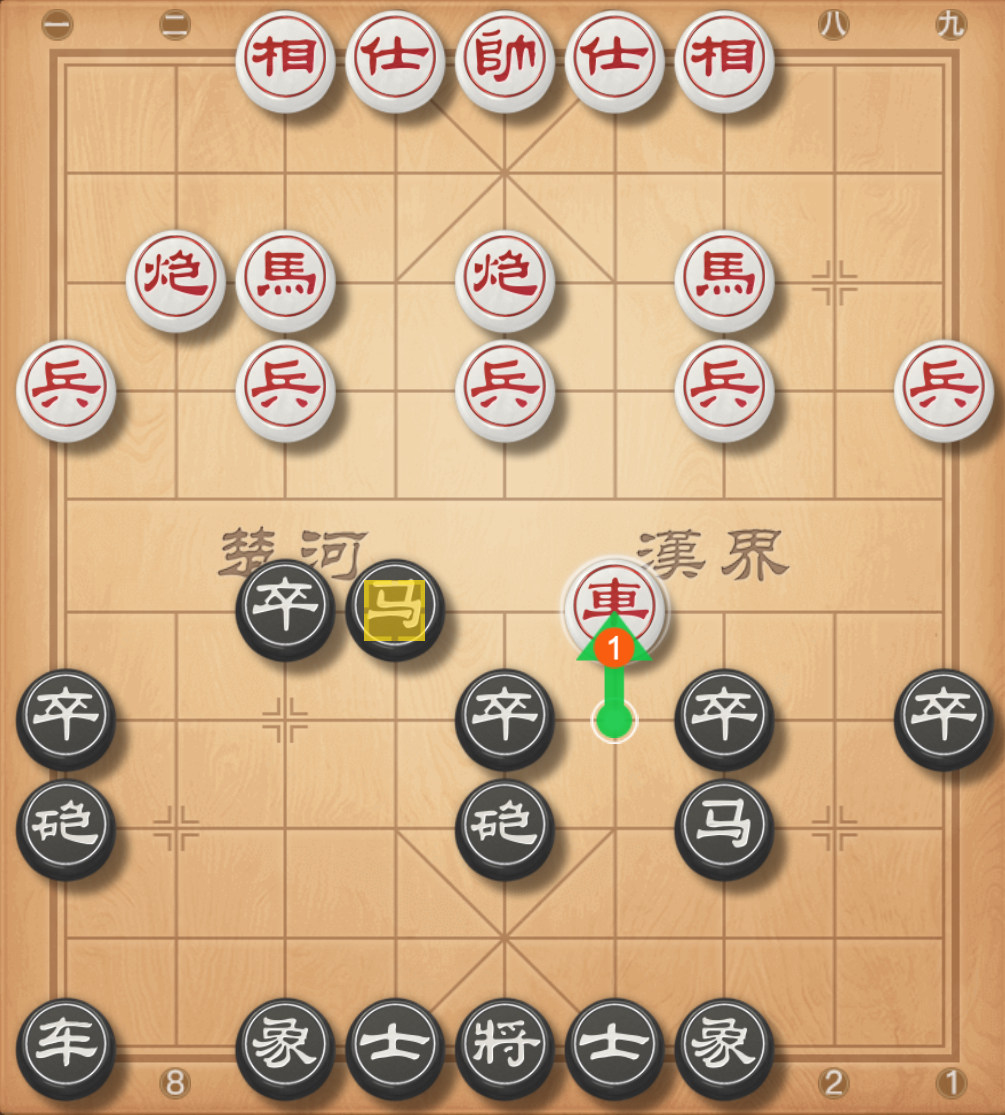 一 二 相 仕 帥 仕 相 八 九
炮 馬 炮 馬
兵 兵 兵 兵 兵
楚河 漢界
卒 马 車
1
卒 卒 卒 卒
砲 砲 马
车 象 士 将 士 象
8 2 1